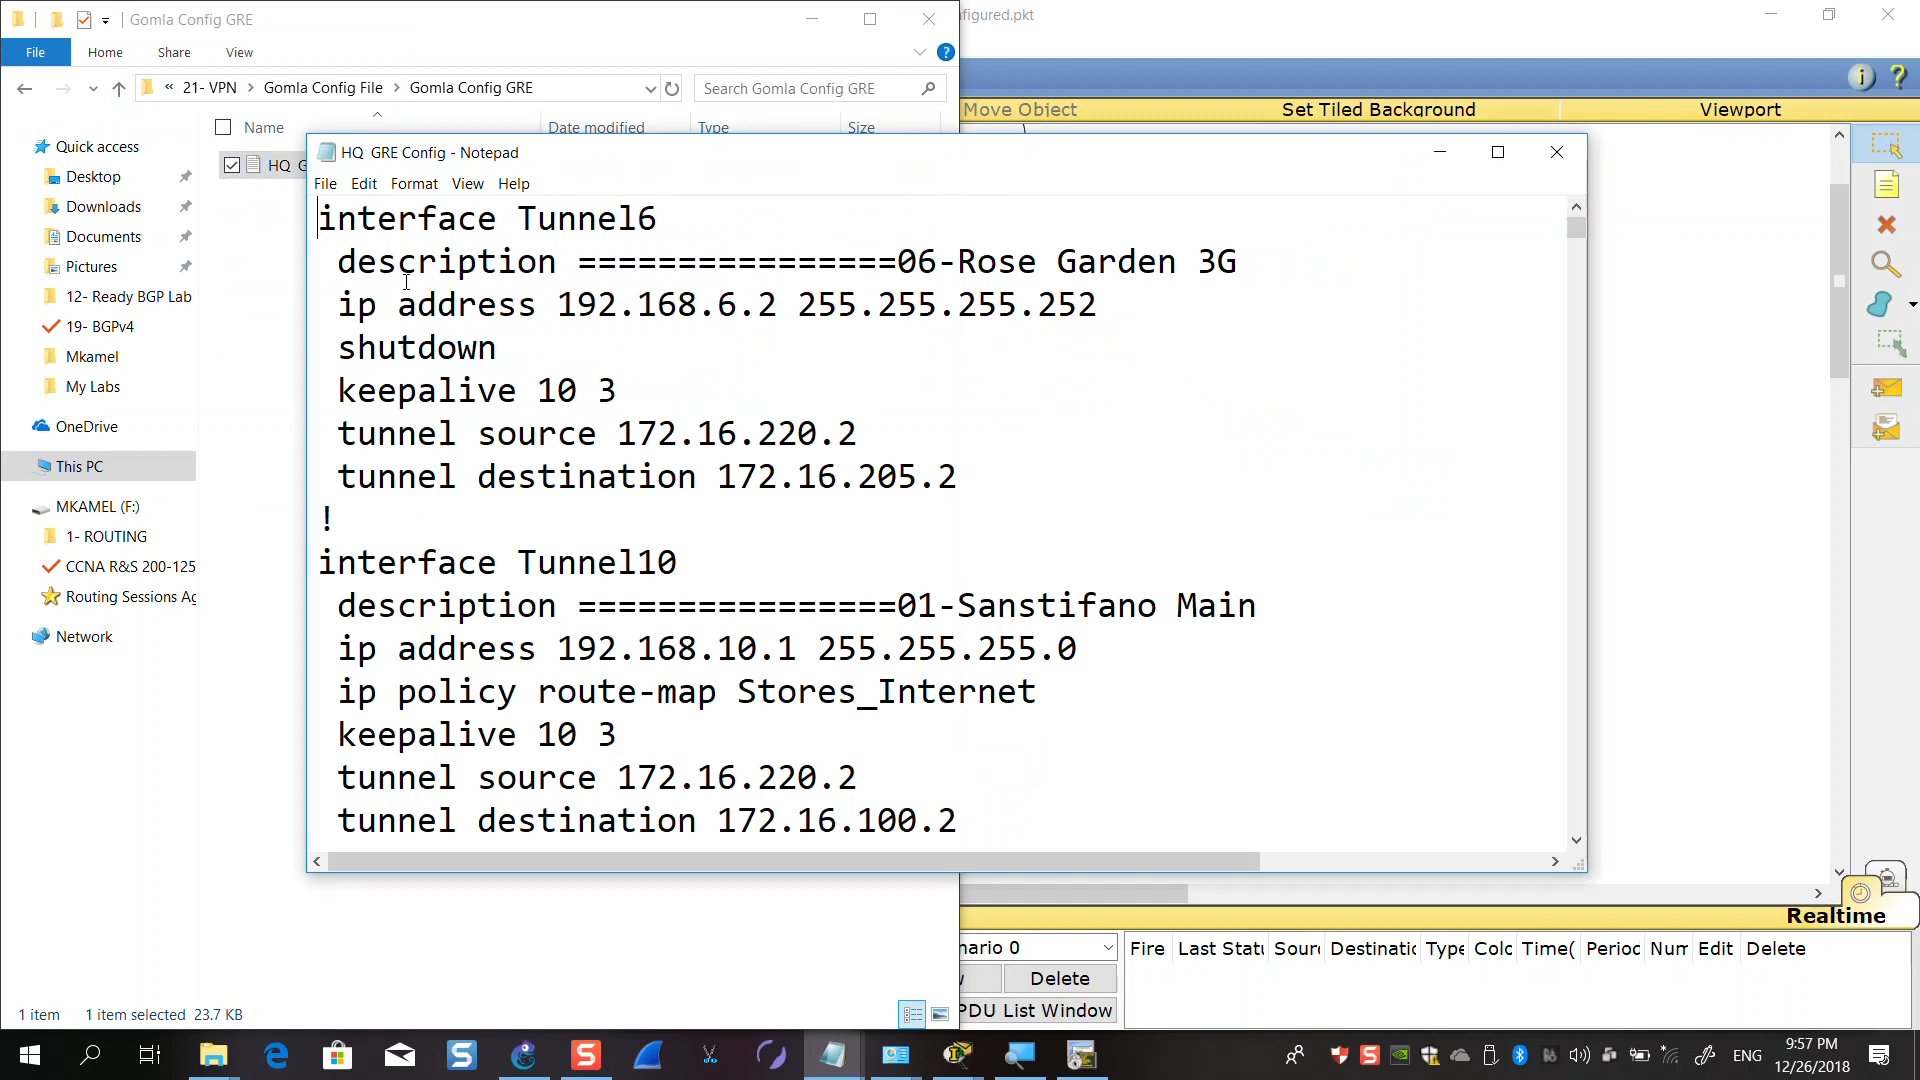 Gomla Config GRE
nfigured.pkt
File
Home
Share
View
« 21- VPN > Gomla Config File > Gomla Config GRE
Search Gomla Config GRE
Move Object
Set Tiled Background
Viewport
Name
Date modified
Type
Size
HQ G
Quick access
Desktop
Downloads
Documents
Pictures
12- Ready BGP Lab
19- BGPv4
Mkamel
My Labs
OneDrive
This PC
MKAMEL (F:)
1- ROUTING
CCNA R&S 200-125
Routing Sessions Ag
Network
HQ  GRE Config - Notepad
File Edit Format View Help
interface Tunnel6
 description ================06-Rose Garden 3G
 ip address 192.168.6.2 255.255.255.252
 shutdown
 keepalive 10 3
 tunnel source 172.16.220.2
 tunnel destination 172.16.205.2
!
interface Tunnel10
 description ================01-Sanstifano Main
 ip address 192.168.10.1 255.255.255.0
 ip policy route-map Stores_Internet
 keepalive 10 3
 tunnel source 172.16.220.2
 tunnel destination 172.16.100.2
Realtime
nario 0
Fire Last Statu Sourc Destinatic Type Colc Time( Perioc Num Edit Delete
Delete
PDU List Window
1 item 1 item selected 23.7 KB
ENG
9:57 PM
12/26/2018